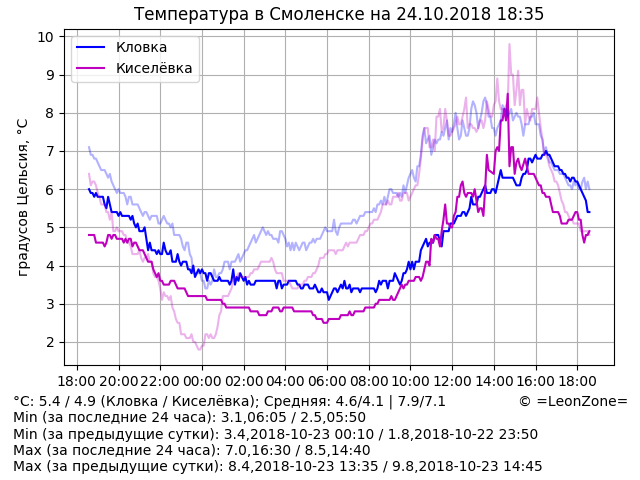 Температура в Смоленске на 24.10.2018 18:35
Кловка
Киселёвка
градусов Цельсия, °C
10
9
8
7
6
5
4
3
2
18:00 20:00 22:00 00:00 02:00 04:00 06:00 08:00 10:00 12:00 14:00 16:00 18:00
°C: 5.4 / 4.9 (Кловка / Киселёвка); Средняя: 4.6/4.1 | 7.9/7.1 © =LeonZone=
Min (за последние 24 часа): 3.1,06:05 / 2.5,05:50
Min (за предыдущие сутки): 3.4,2018-10-23 00:10 / 1.8,2018-10-22 23:50
Max (за последние 24 часа): 7.0,16:30 / 8.5,14:40
Max (за предыдущие сутки): 8.4,2018-10-23 13:35 / 9.8,2018-10-23 14:45